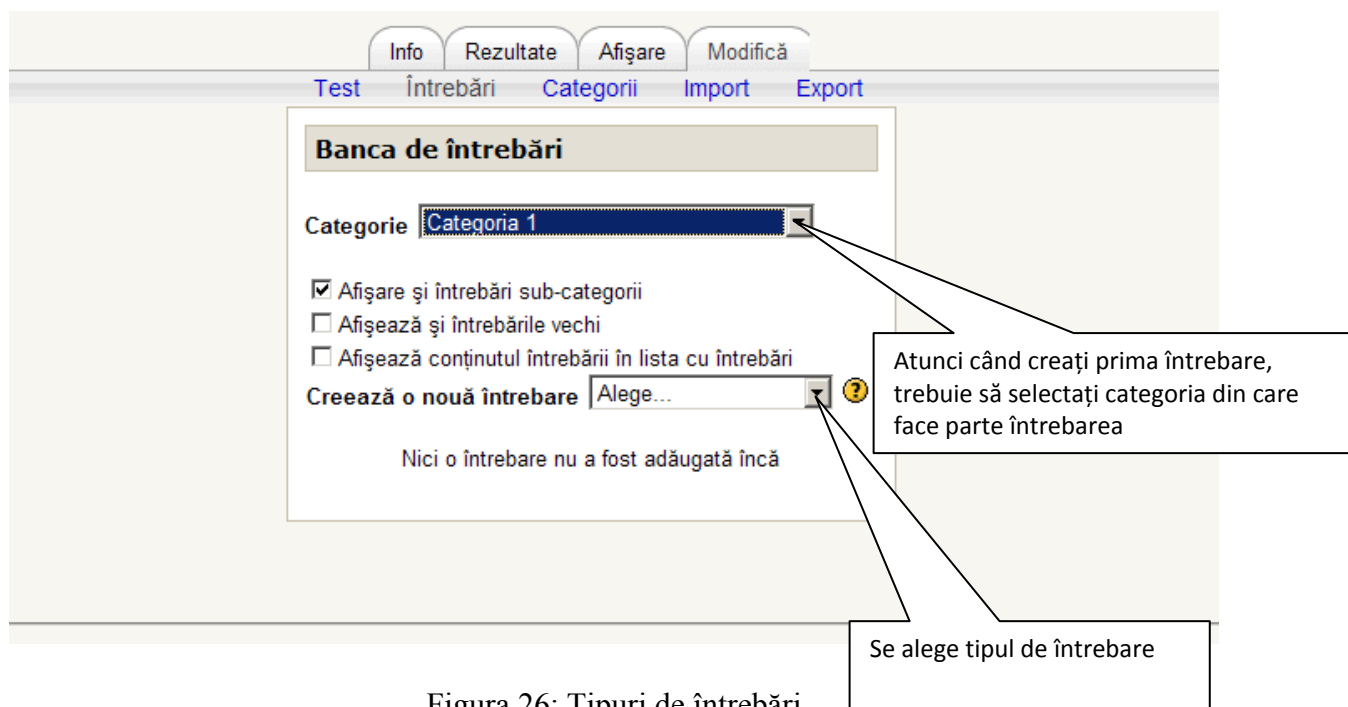 Info Rezultate Afişare Modifică
Test Întrebări Categorii Import Export
Banca de întrebări
Categorie Categoria 1
Afişare şi întrebări sub-categorii
Afişează şi întrebările vechi
Afişează conținutul întrebării în lista cu întrebări
Creează o nouă întrebare Alege... ?
Nici o întrebare nu a fost adăugată încă
Atunci când creați prima întrebare,
trebuie să selectați categoria din care
face parte întrebarea
Se alege tipul de întrebare
Figura 26: Tipuri de întrebări